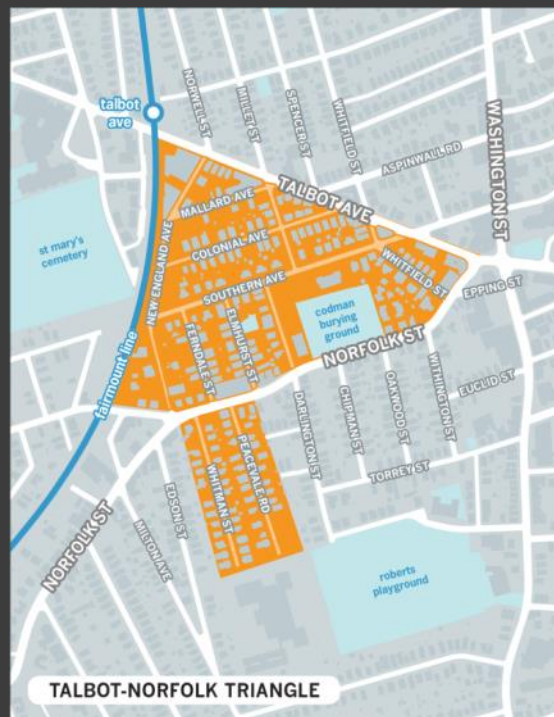 talbot
ave
NORWELL ST
MILLET ST
SPENCER ST
WHITFIELD ST
WASHINGTON ST
ASPINWALL RD
TALBOT AVE
MALLARD AVE
COLONIAL AVE
SOUTHERN AVE
NEW ENGLAND AVE
WHITFIELD ST
EPPING ST
st mary's
cemetery
codman
burying
ground
ELMHURST ST
FERNDALE ST
NORFOLK ST
fairmount line
WITHINGTON ST
EUCLID ST
OAKWOOD ST
CHIPMAN ST
DARLINGTON ST
TORREY ST
PEACEVALE RD
WHITMAN ST
EDSON ST
MILTON AVE
NORFOLK ST
roberts
playground
TALBOT-NORFOLK TRIANGLE